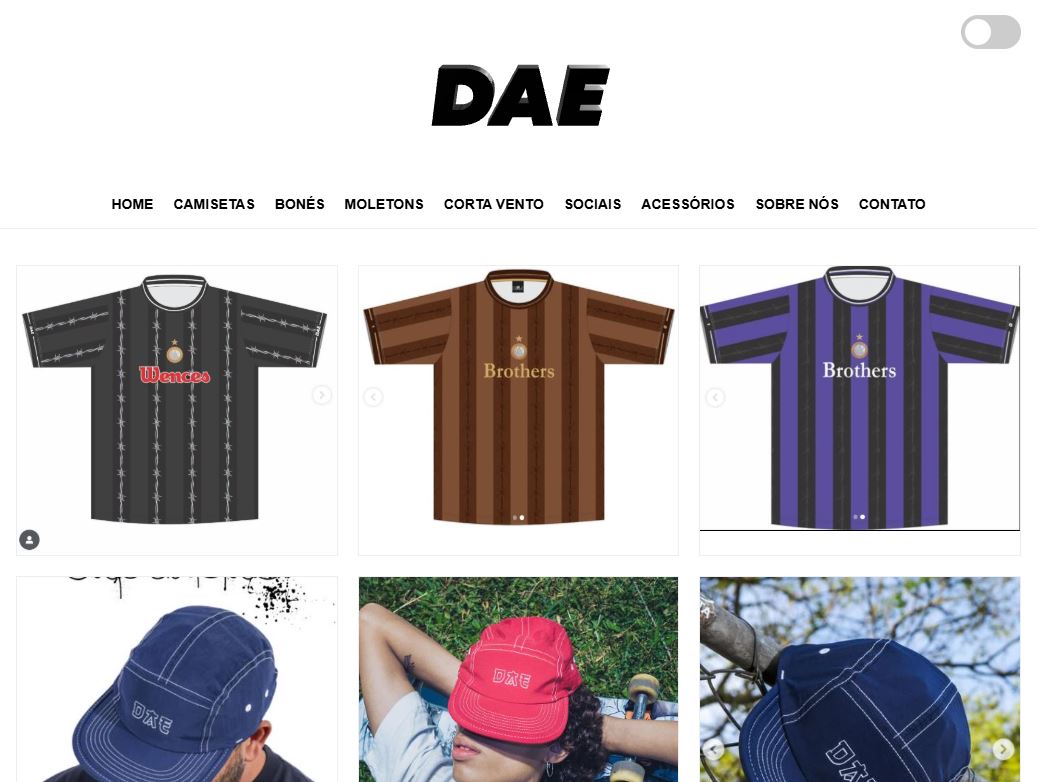 DAE
HOME CAMISETAS BONÉS MOLETONS CORTA VENTO SOCIAIS ACESSÓRIOS SOBRE NÓS CONTATO
Wences
Brothers
Brothers
DAE
DAE
DAE